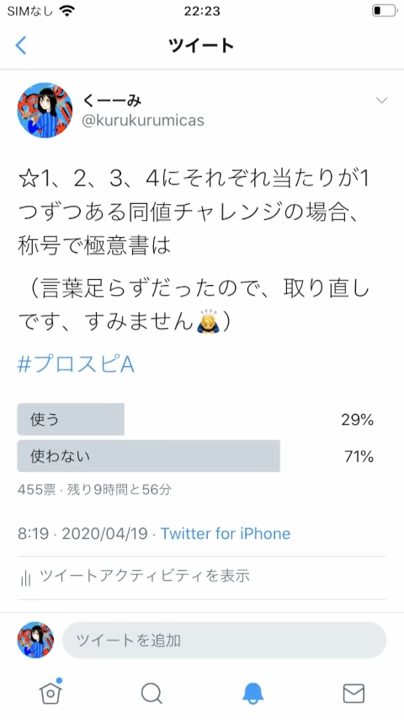 SIMなし
22:23
ツイート
くーーみ
@kurukurumicas
☆1、2、3、4にそれぞれ当たりが1
つずつある同値チャレンジの場合、
称号で極意書は
(言葉足らずだったので、取り直し
です、すみません🙇)
#プロスピA
使う 29%
使わない 71%
455票・残り9時間と56分
8:19・2020/04/19・Twitter for iPhone
ツイートアクティビティを表示
ツイートを追加